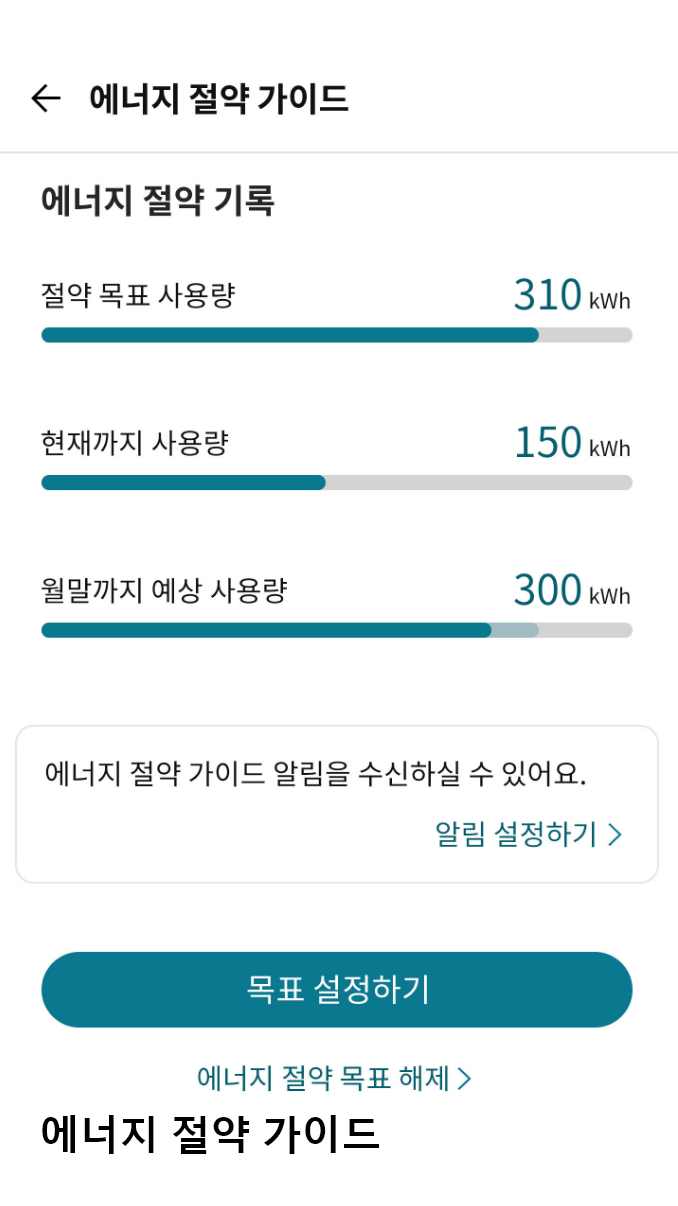 에너지 절약 가이드
에너지 절약 기록
절약 목표 사용량 310 kWh
현재까지 사용량 150 kWh
월말까지 예상 사용량 300 kWh
에너지 절약 가이드 알림을 수신하실 수 있어요.
알림 설정하기 >
목표 설정하기
에너지 절약 목표 해제 >
에너지 절약 가이드